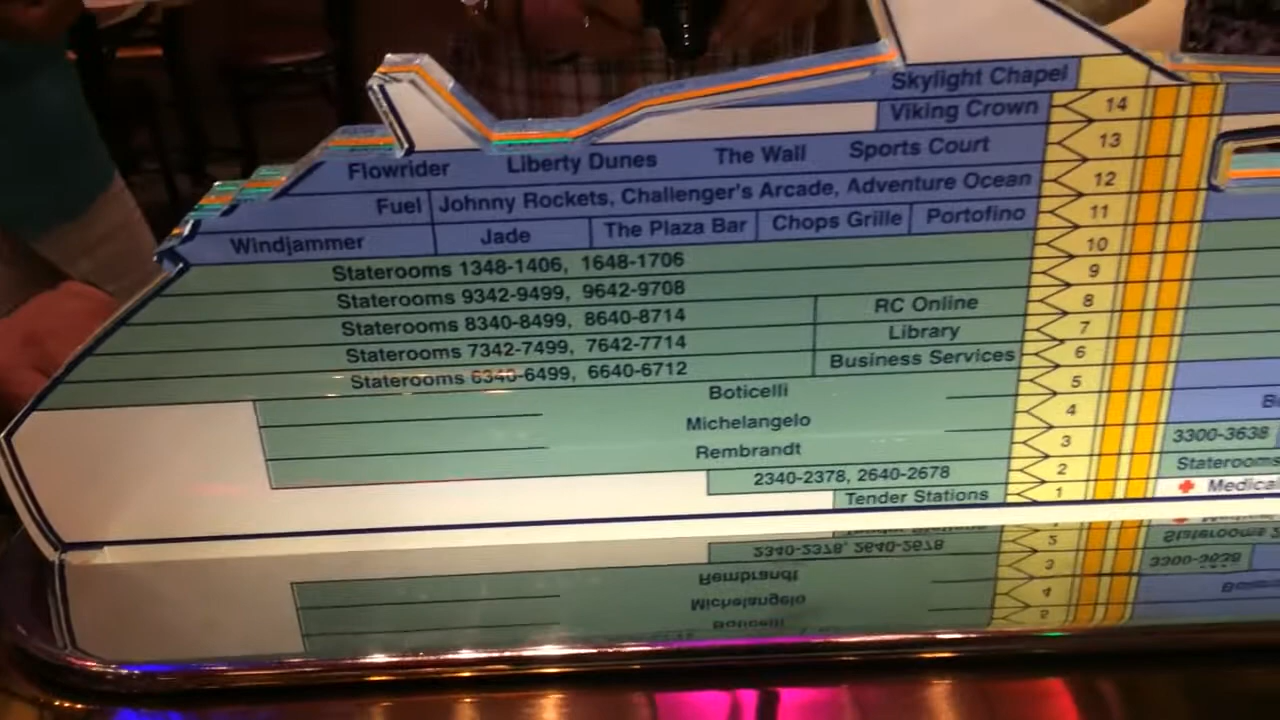 Skylight Chapel
Viking Crown 14
Flowrider Liberty Dunes The Wall Sports Court 13
Fuel Johnny Rockets, Challenger's Arcade, Adventure Ocean 12
Windjammer Jade The Plaza Bar Chops Grille Portofino 11
Staterooms 1348-1406, 1648-1706 10
Staterooms 9342-9499, 9642-9708 9
Staterooms 8340-8499, 8640-8714 RC Online 8
Staterooms 7342-7499, 7642-7714 Library 7
Staterooms 6340-6499, 6640-6712 Business Services 6
Boticelli 5
Michelangelo 4
Rembrandt 3 3300-3638
2340-2378, 2640-2678 2 Staterooms
Tender Stations 1 Medical